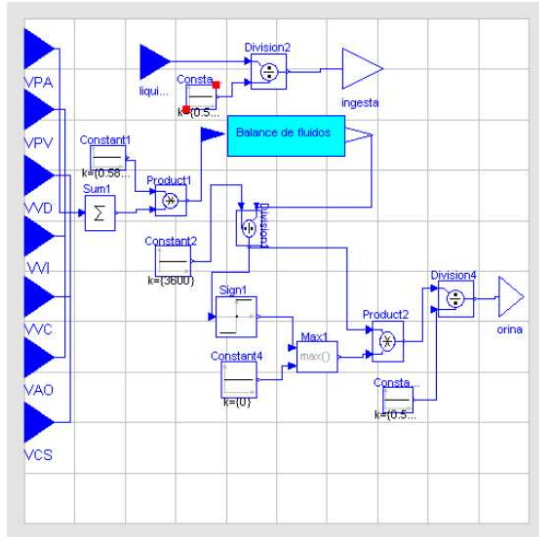 Division2
VPA
Consta...
liqui...
k={0.5...
ingesta
VPV
Constant1
Balance de fluidos
k={0.58...
Product1
Sum1
Σ
VVD
Division1
Constant2
VVI
k={3600}
Division4
Sign1
VVC
Product2
Max1
orina
max()
Constant4
VAO
Consta...
k={0}
k={0.5...
VCS